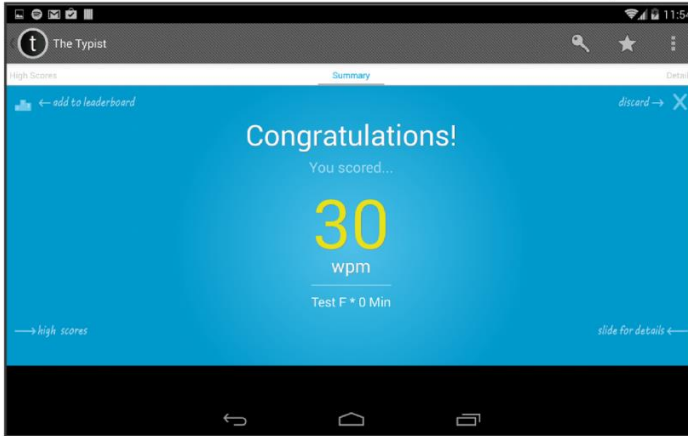 11:54
t The Typist
High Scores Summary Detail
← add to leaderboard discard → X
Congratulations!
You scored...
30
wpm
Test F * 0 Min
→ high scores slide for details ←